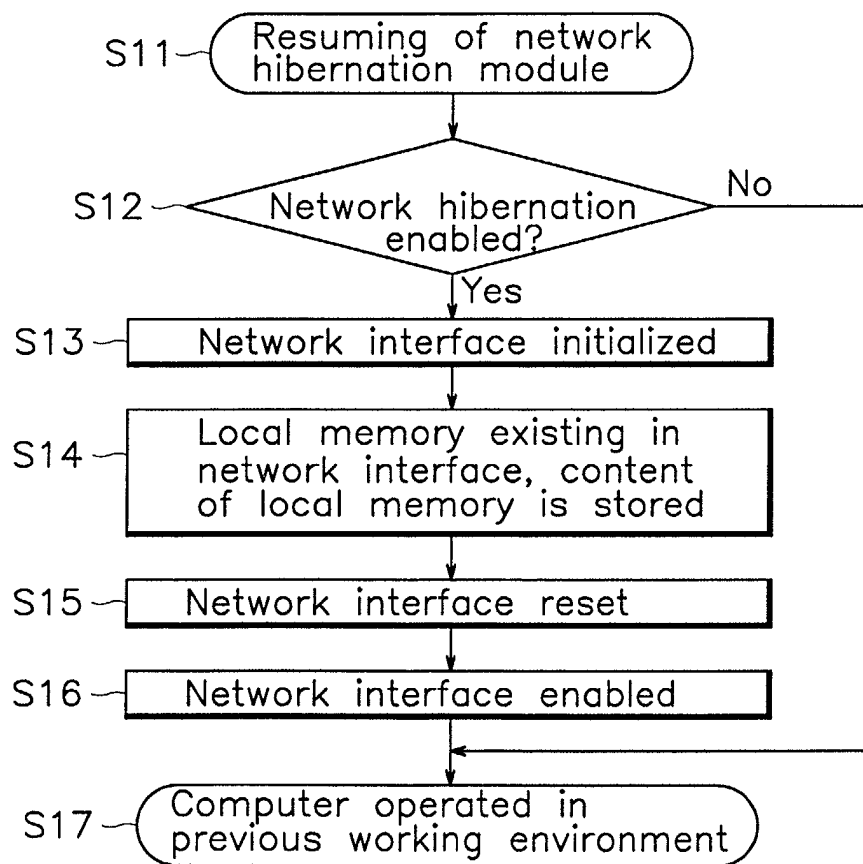 S11
Resuming of network
hibernation module
S12
Network hibernation
enabled?
No
Yes
S13
Network interface initialized
S14
Local memory existing in
network interface, content
of local memory is stored
S15
Network interface reset
S16
Network interface enabled
S17
Computer operated in
previous working environment